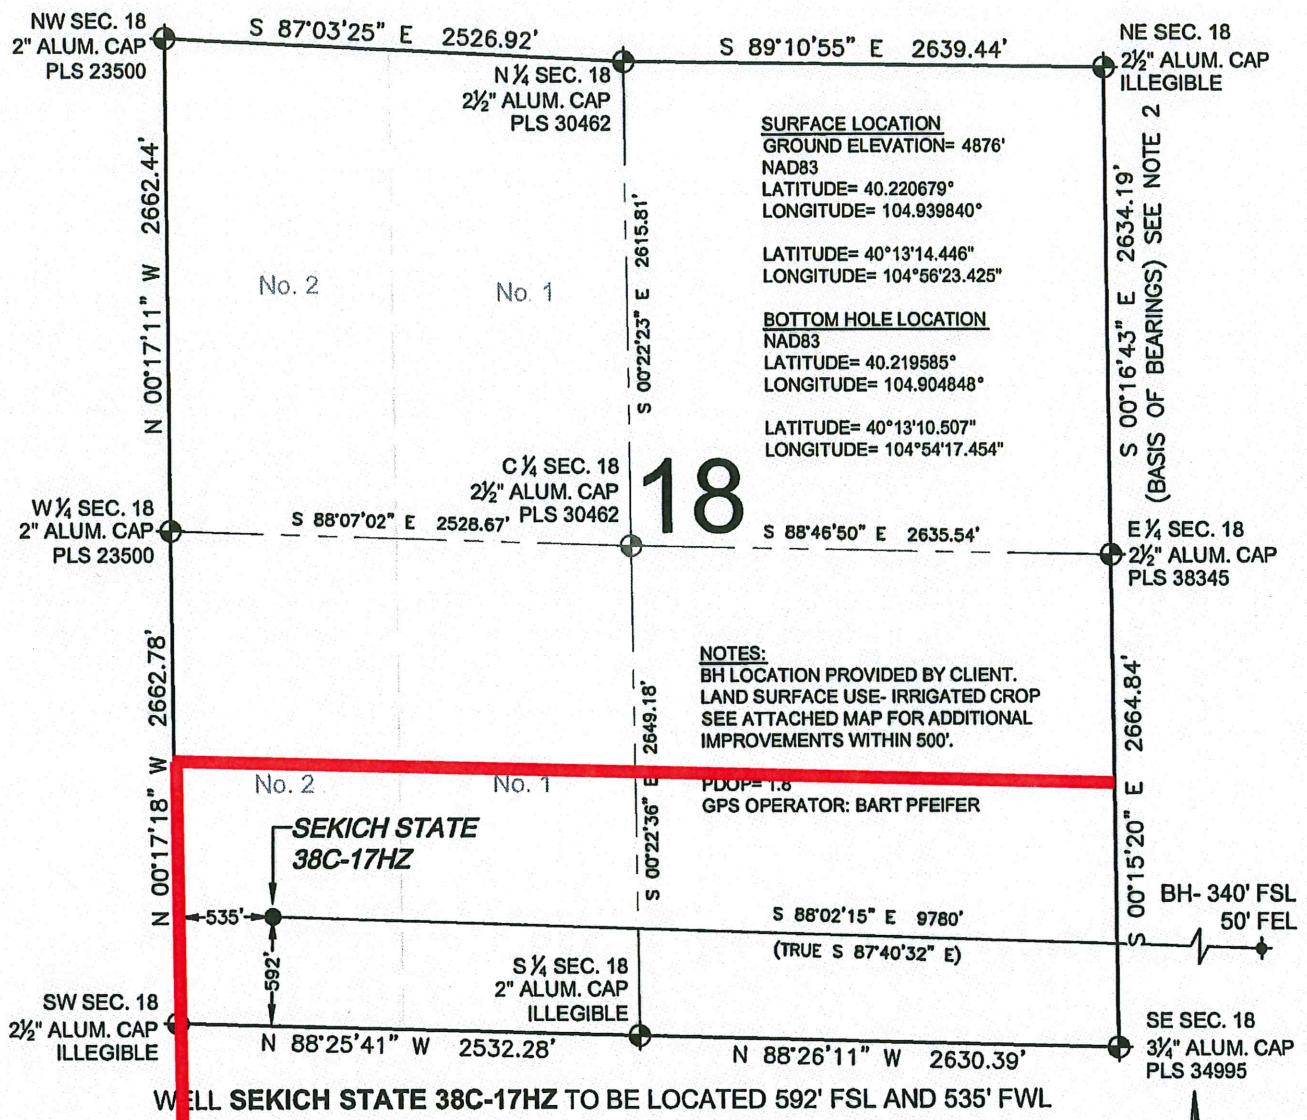 NW SEC. 18
2" ALUM. CAP
PLS 23500
S 87°03'25" E 2526.92'
N ¼ SEC. 18
2½" ALUM. CAP
PLS 30462
S 89°10'55" E 2639.44'
NE SEC. 18
2½" ALUM. CAP
ILLEGIBLE
N 00°17'11" W 2662.44'
No. 2
No. 1
S 00°22'23" E 2615.81'
SURFACE LOCATION
GROUND ELEVATION= 4876'
NAD83
LATITUDE= 40.220679°
LONGITUDE= 104.939840°
LATITUDE= 40°13'14.446"
LONGITUDE= 104°56'23.425"
BOTTOM HOLE LOCATION
NAD83
LATITUDE= 40.219585°
LONGITUDE= 104.904848°
LATITUDE= 40°13'10.507"
LONGITUDE= 104°54'17.454"
S 00°16'43" E 2634.19'
(BASIS OF BEARINGS) SEE NOTE 2
W ¼ SEC. 18
2" ALUM. CAP
PLS 23500
S 88°07'02" E 2528.67'
C ¼ SEC. 18
2½" ALUM. CAP
PLS 30462
18
S 88°46'50" E 2635.54'
E ¼ SEC. 18
2½" ALUM. CAP
PLS 38345
N 00°17'18" W 2662.78'
No. 2
No. 1
S 00°22'36" E 2649.18'
NOTES:
BH LOCATION PROVIDED BY CLIENT.
LAND SURFACE USE- IRRIGATED CROP
SEE ATTACHED MAP FOR ADDITIONAL
IMPROVEMENTS WITHIN 500'.
PDOP= 1.8
GPS OPERATOR: BART PFEIFER
S 00°15'20" E 2664.84'
SEKICH STATE
38C-17HZ
535'
592'
S 88°02'15" E 9780'
(TRUE S 87°40'32" E)
BH- 340' FSL
50' FEL
SW SEC. 18
2½" ALUM. CAP
ILLEGIBLE
N 88°25'41" W 2532.28'
S ¼ SEC. 18
2" ALUM. CAP
ILLEGIBLE
N 88°26'11" W 2630.39'
SE SEC. 18
3¼" ALUM. CAP
PLS 34995
WELL SEKICH STATE 38C-17HZ TO BE LOCATED 592' FSL AND 535' FWL